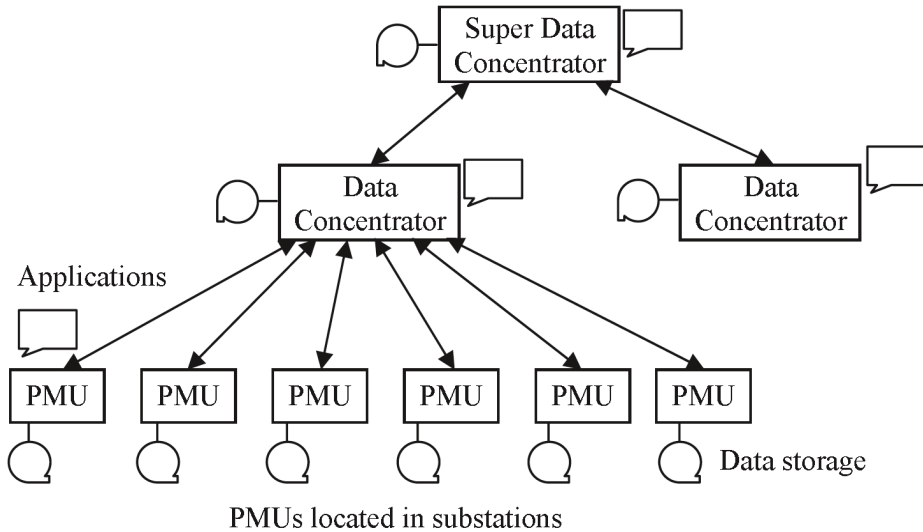 Super Data
Concentrator
Data
Concentrator
Data
Concentrator
Applications
PMU
PMU
PMU
PMU
PMU
PMU
Data storage
PMUs located in substations